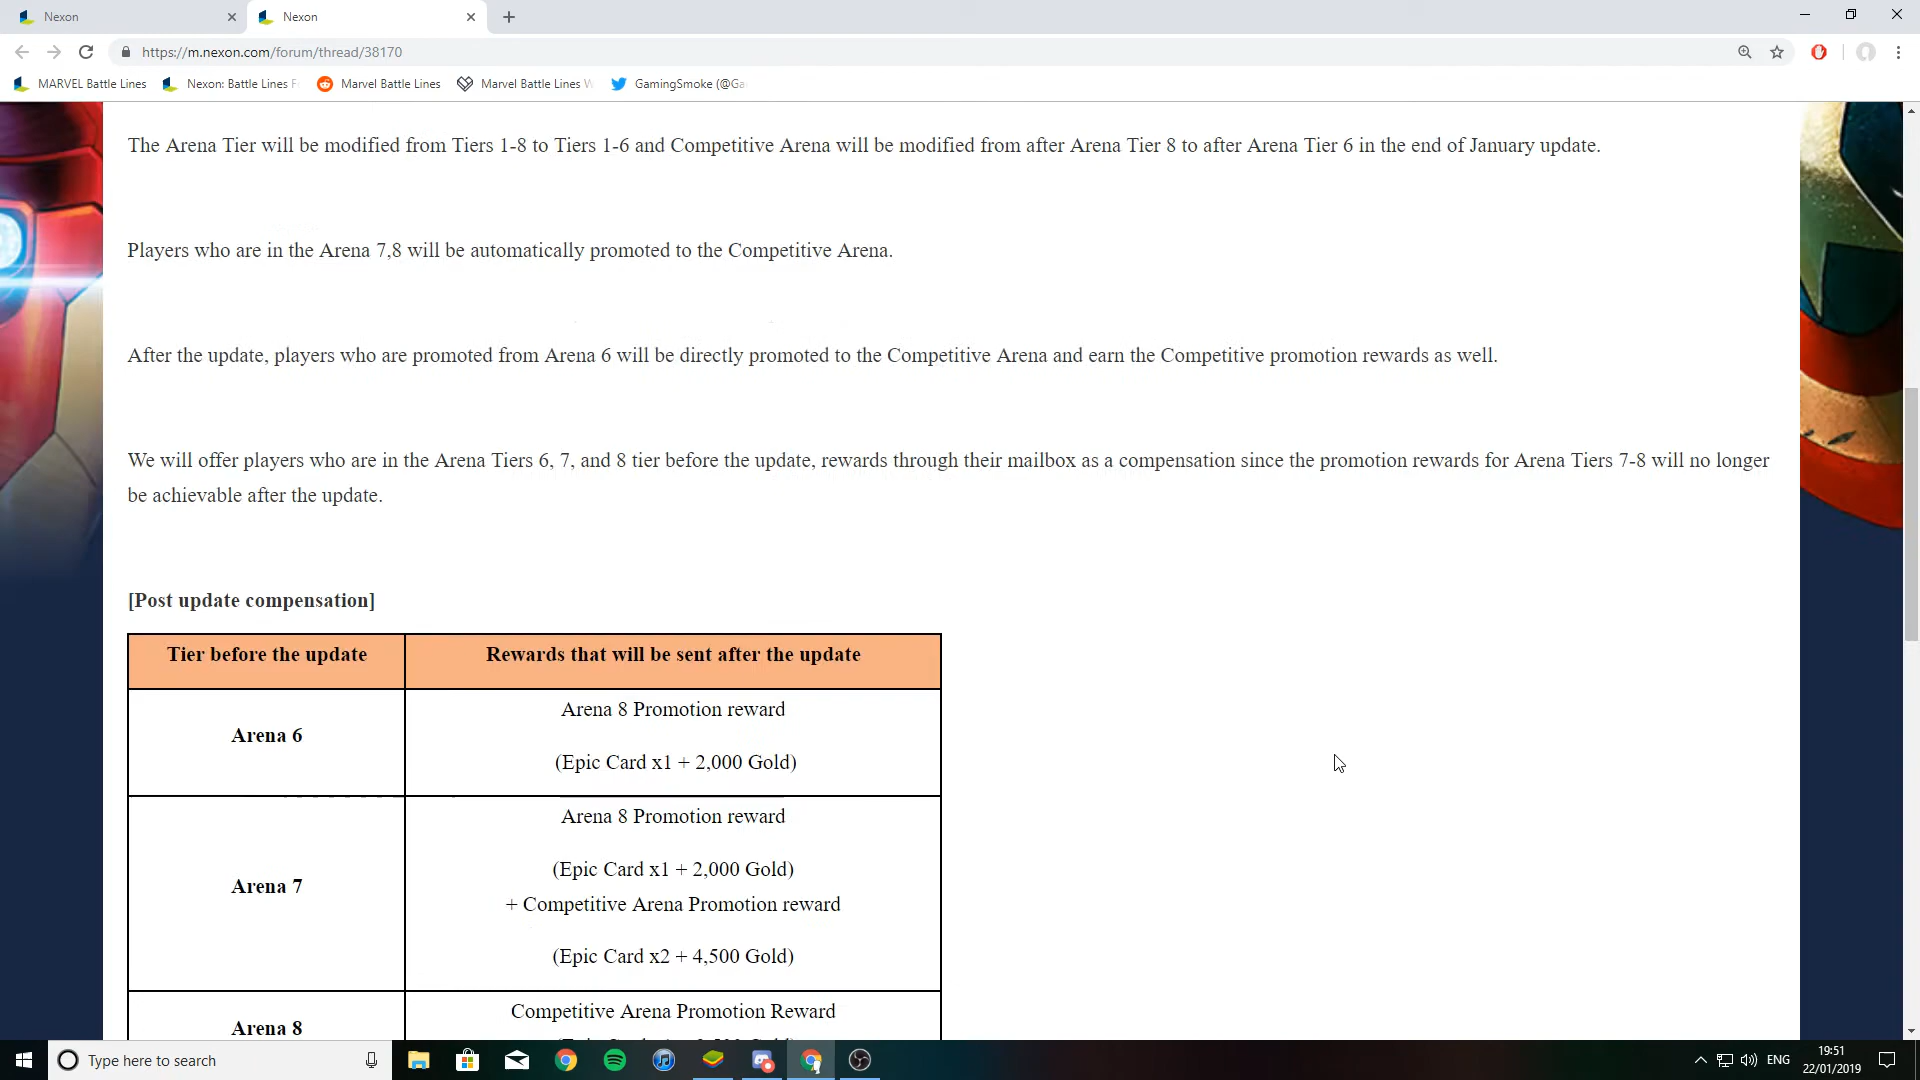 Nexon
Nexon
https://m.nexon.com/forum/thread/38170
MARVEL Battle Lines
Nexon: Battle Lines F
Marvel Battle Lines
Marvel Battle Lines W
GamingSmoke (@Ga
The Arena Tier will be modified from Tiers 1-8 to Tiers 1-6 and Competitive Arena will be modified from after Arena Tier 8 to after Arena Tier 6 in the end of January update.
Players who are in the Arena 7,8 will be automatically promoted to the Competitive Arena.
After the update, players who are promoted from Arena 6 will be directly promoted to the Competitive Arena and earn the Competitive promotion rewards as well.
We will offer players who are in the Arena Tiers 6, 7, and 8 tier before the update, rewards through their mailbox as a compensation since the promotion rewards for Arena Tiers 7-8 will no longer
be achievable after the update.
[Post update compensation]
Tier before the update
Rewards that will be sent after the update
Arena 6
Arena 8 Promotion reward
(Epic Card x1 + 2,000 Gold)
Arena 7
Arena 8 Promotion reward
(Epic Card x1 + 2,000 Gold)
+ Competitive Arena Promotion reward
(Epic Card x2 + 4,500 Gold)
Arena 8
Competitive Arena Promotion Reward
Type here to search
ENG
19:51
22/01/2019